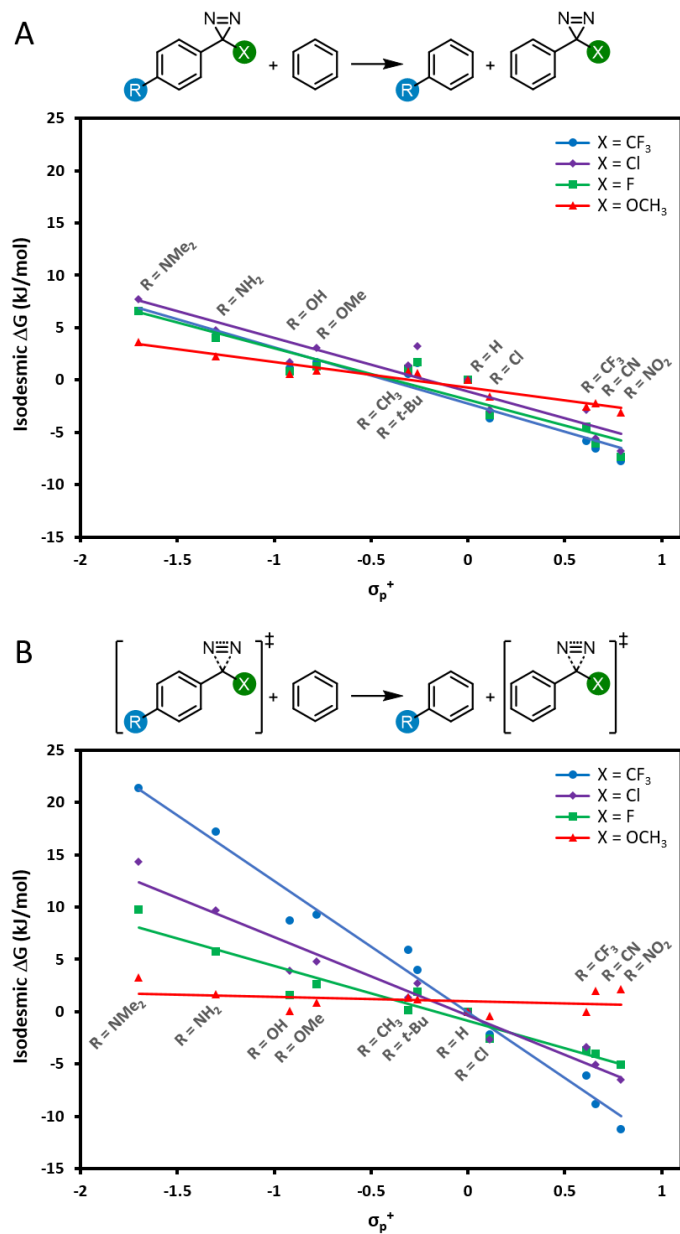 A
N=N
X
R
+
+
N=N
X
R
25
20
15
10
5
0
-5
-10
-15
Isodesmic ΔG (kJ/mol)
X = CF₃
X = Cl
X = F
X = OCH₃
R = NMe₂
R = NH₂
R = OH
R = OMe
R = CH₃
R = t-Bu
R = H
R = Cl
R = CF₃
R = CN
R = NO₂
-2
-1.5
-1
-0.5
0
0.5
1
σₚ⁺
B
N≡N
X
R
‡
+
+
N≡N
X
R
‡
25
20
15
10
5
0
-5
-10
-15
Isodesmic ΔG (kJ/mol)
X = CF₃
X = Cl
X = F
X = OCH₃
R = NMe₂
R = NH₂
R = OH
R = OMe
R = CH₃
R = t-Bu
R = H
R = Cl
R = CF₃
R = CN
R = NO₂
-2
-1.5
-1
-0.5
0
0.5
1
σₚ⁺